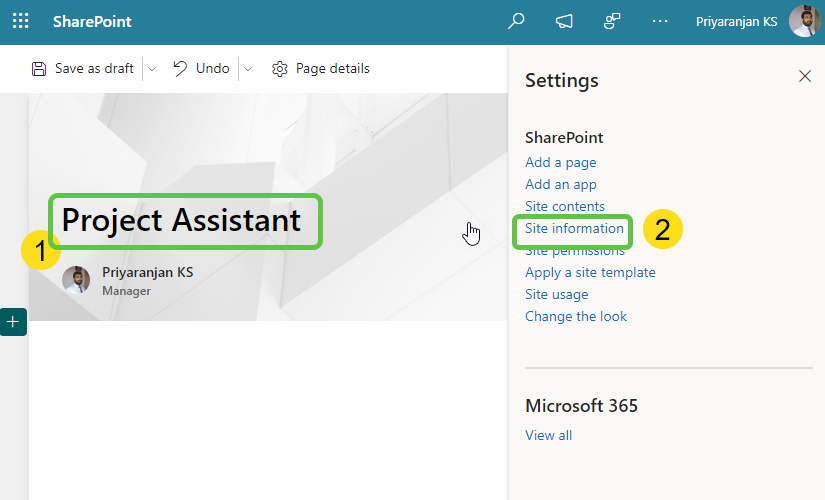 SharePoint
Priyaranjan KS
Save as draft
Undo
Page details
Project Assistant
1
Priyaranjan KS
Manager
Settings
SharePoint
Add a page
Add an app
Site contents
Site information
2
Site permissions
Apply a site template
Site usage
Change the look
Microsoft 365
View all